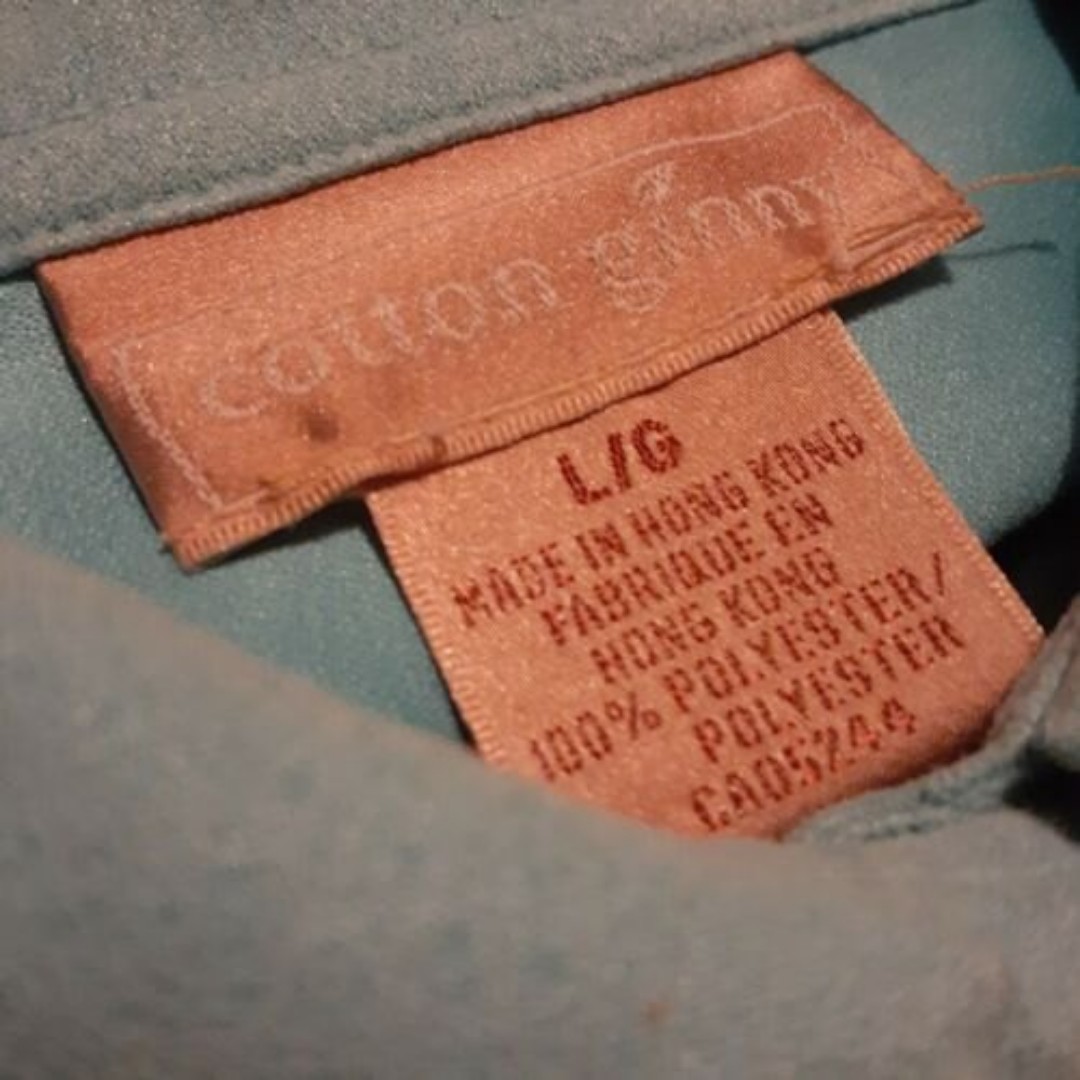 cotton ginny
L/G
MADE IN HONG KONG
FABRIQUE EN
HONG KONG
100% POLYESTER/
POLYESTER
CA05244